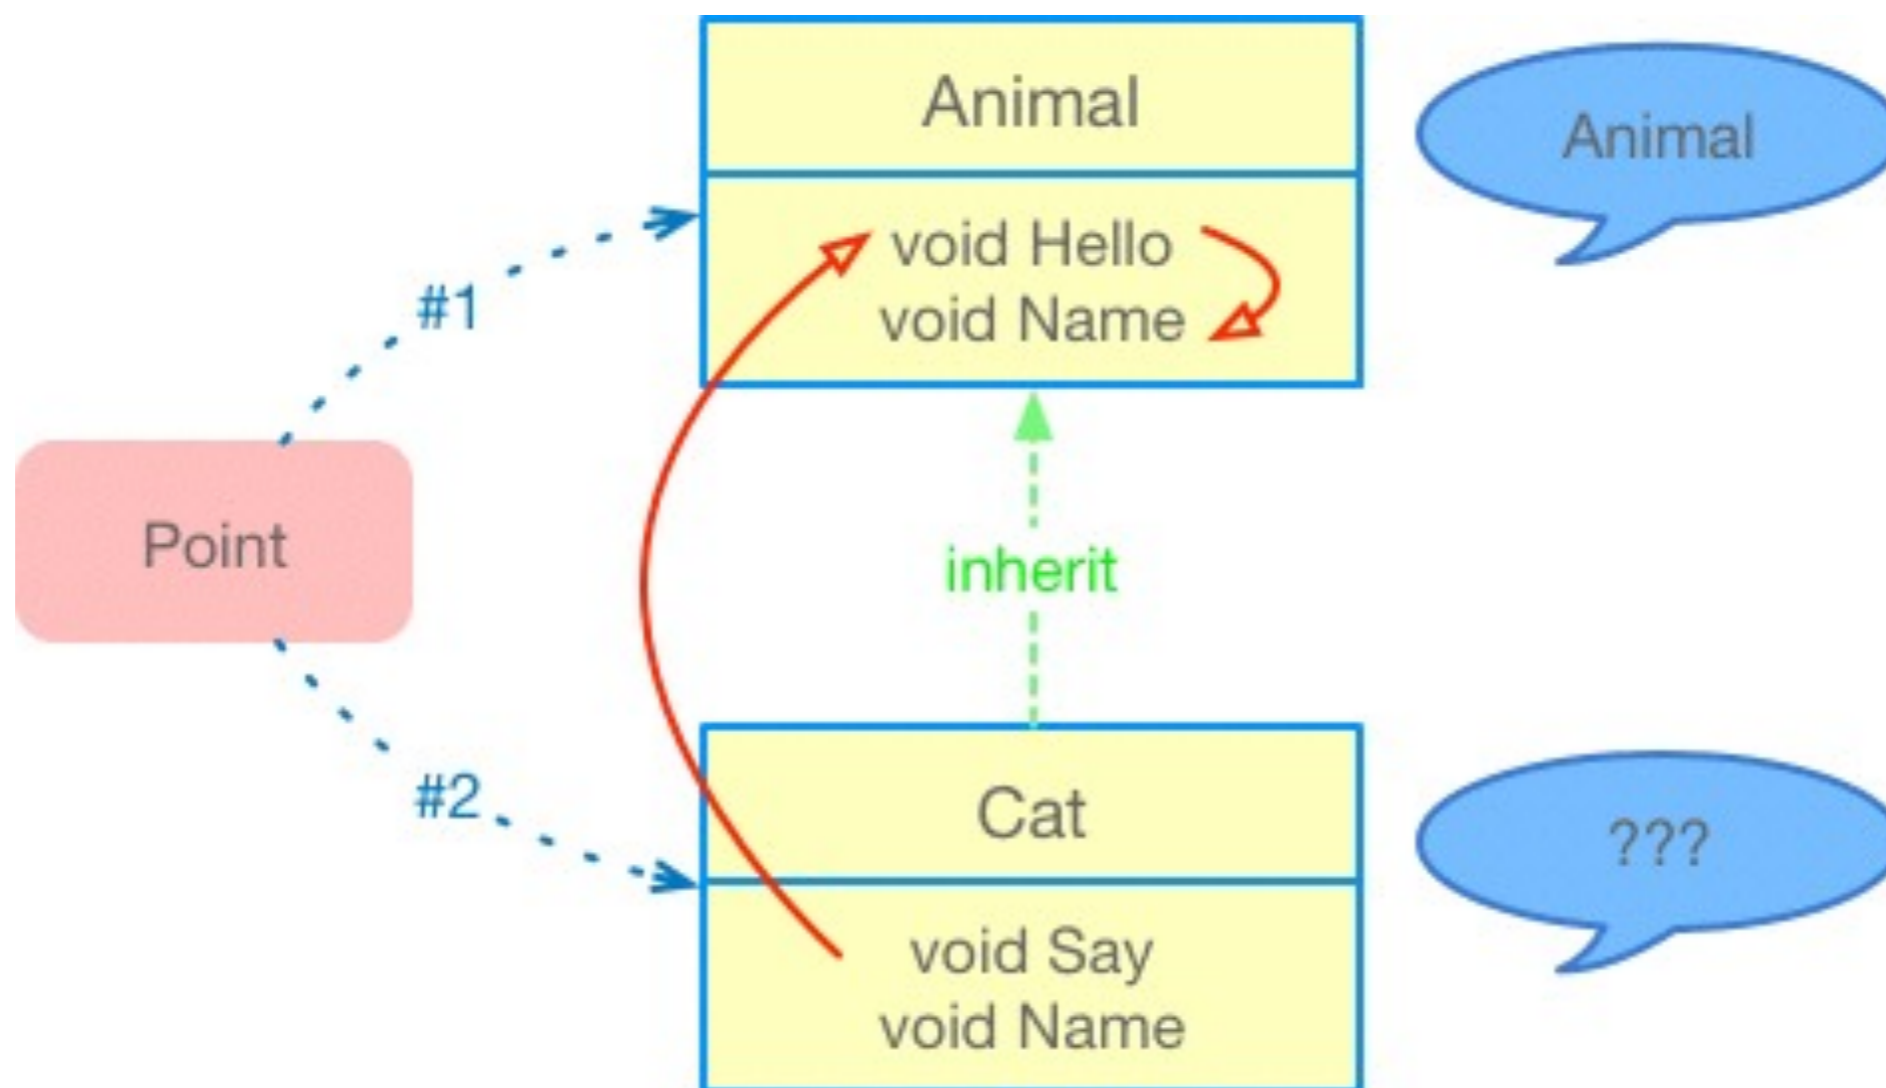 Animal
Animal
void Hello
void Name
#1
Point
inherit
#2
Cat
???
void Say
void Name